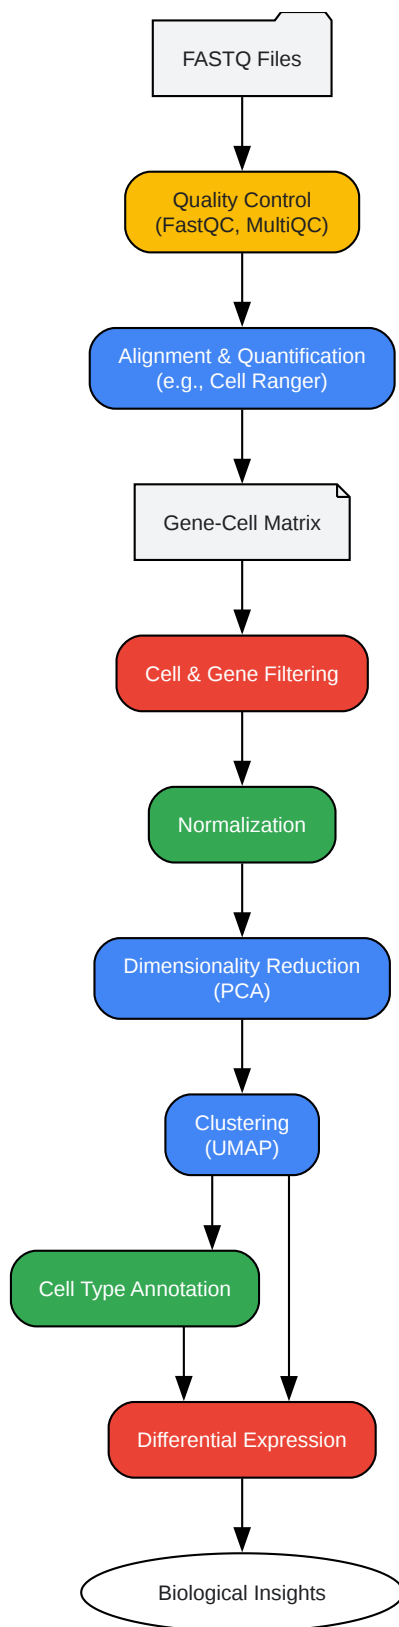 FASTQ Files
Quality Control
(FastQC, MultiQC)
Alignment & Quantification
(e.g., Cell Ranger)
Gene-Cell Matrix
Cell & Gene Filtering
Normalization
Dimensionality Reduction
(PCA)
Clustering
(UMAP)
Cell Type Annotation
Differential Expression
Biological Insights